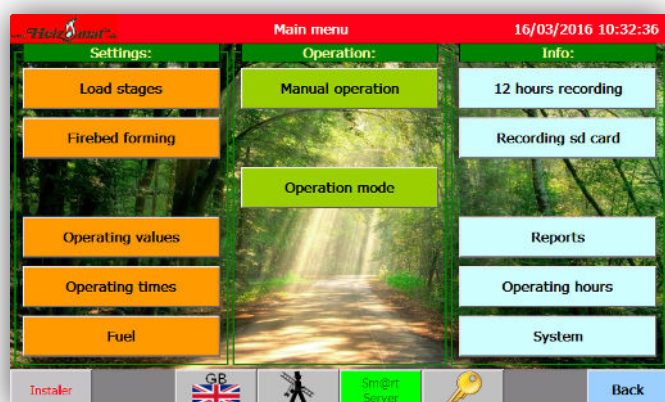 Heizomat
Main menu
16/03/2016 10:32:36
Settings:
Operation:
Info:
Load stages
Manual operation
12 hours recording
Firebed forming
Recording sd card
Operation mode
Operating values
Reports
Operating times
Operating hours
Fuel
System
Instaler
GB
Sm@rt
Server
Back